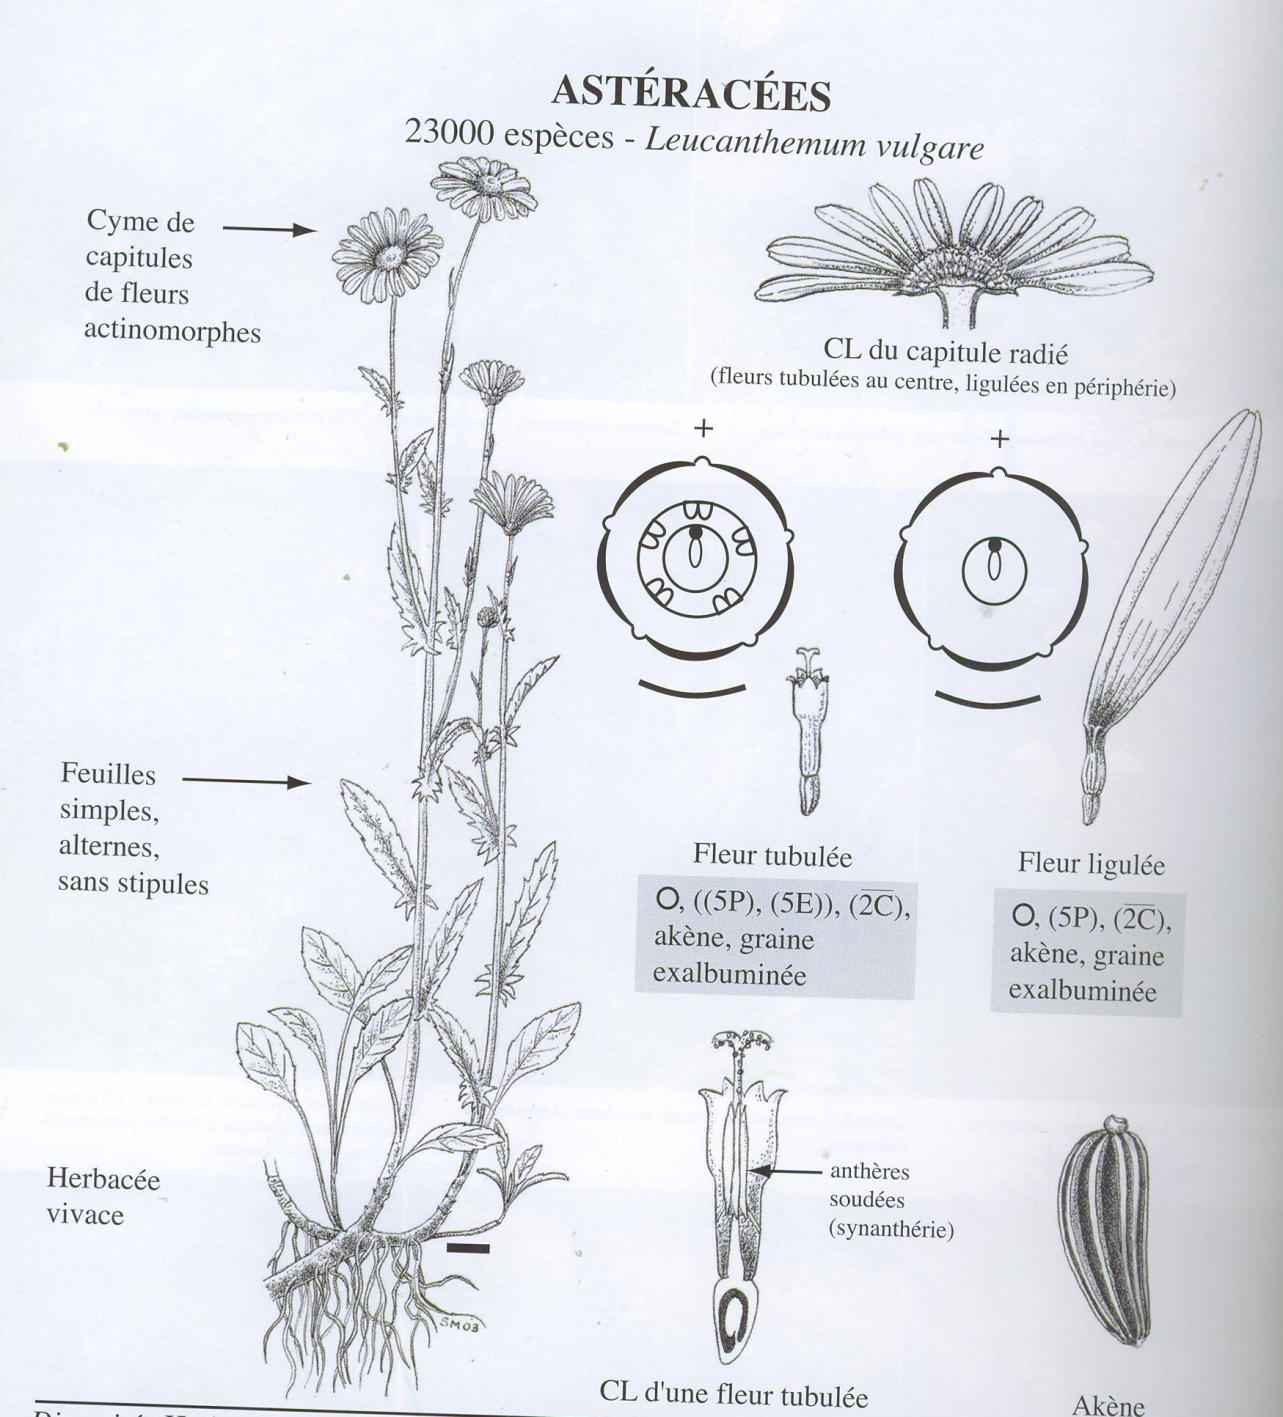 ASTÉRACÉES
23000 espèces - Leucanthemum vulgare
Cyme de
capitules
de fleurs
actinomorphes
CL du capitule radié
(fleurs tubulées au centre, ligulées en périphérie)
+
+
Feuilles
simples,
alternes,
sans stipules
Fleur tubulée
O, ((5P), (5E)), (2̅C̅),
akène, graine
exalbuminée
Fleur ligulée
O, (5P), (2̅C̅),
akène, graine
exalbuminée
Herbacée
vivace
SM03
anthères
soudées
(synanthérie)
CL d'une fleur tubulée
Akène